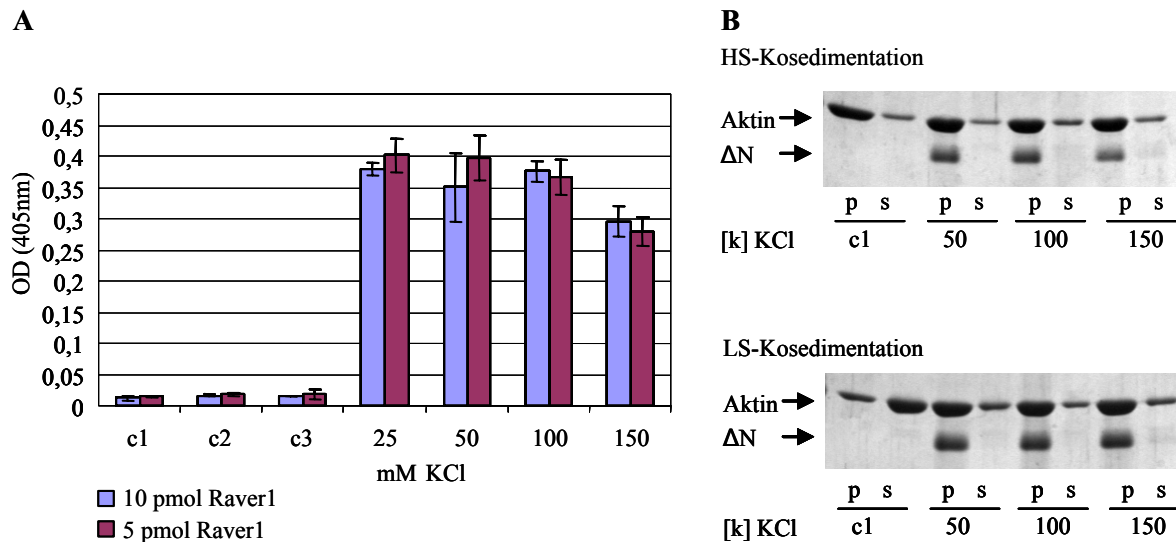 A
0,5
0,45
0,4
0,35
0,3
0,25
0,2
0,15
0,1
0,05
0
OD (405nm)
c1 c2 c3 25 50 100 150
mM KCl
10 pmol Raver1
5 pmol Raver1
B
HS-Kosedimentation
Aktin
ΔN
p s p s p s p s
[k] KCl c1 50 100 150
LS-Kosedimentation
Aktin
ΔN
p s p s p s p s
[k] KCl c1 50 100 150